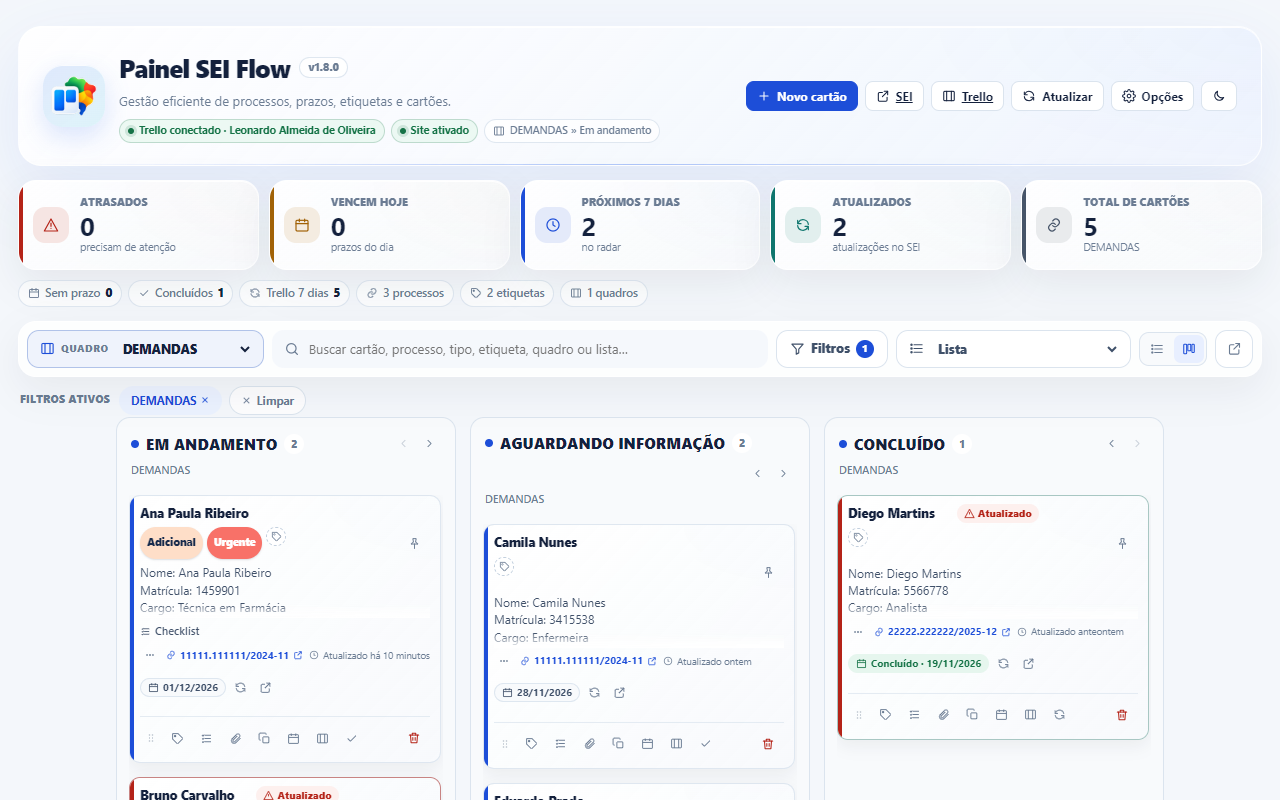 Painel SEI Flow v1.8.0
Gestão eficiente de processos, prazos, etiquetas e cartões.
Trello conectado · Leonardo Almeida de Oliveira
Site ativado
DEMANDAS » Em andamento
Novo cartão
SEI
Trello
Atualizar
Opções
ATRASADOS
0
precisam de atenção
VENCEM HOJE
0
prazos do dia
PRÓXIMOS 7 DIAS
2
no radar
ATUALIZADOS
2
atualizações no SEI
TOTAL DE CARTÕES
5
DEMANDAS
Sem prazo 0
Concluídos 1
Trello 7 dias 5
3 processos
2 etiquetas
1 quadros
QUADRO DEMANDAS
Buscar cartão, processo, tipo, etiqueta, quadro ou lista...
Filtros 1
Lista
FILTROS ATIVOS
DEMANDAS ×
× Limpar
EM ANDAMENTO 2
DEMANDAS
Ana Paula Ribeiro
Adicional
Urgente
Nome: Ana Paula Ribeiro
Matrícula: 1459901
Cargo: Técnica em Farmácia
Checklist
11111.111111/2024-11
Atualizado há 10 minutos
01/12/2026
Bruno Carvalho
Atualizado
AGUARDANDO INFORMAÇÃO 2
DEMANDAS
Camila Nunes
Nome: Camila Nunes
Matrícula: 3415538
Cargo: Enfermeira
11111.111111/2024-11
Atualizado ontem
28/11/2026
Eduardo Prado
CONCLUÍDO 1
DEMANDAS
Diego Martins
Atualizado
Nome: Diego Martins
Matrícula: 5566778
Cargo: Analista
22222.222222/2025-12
Atualizado anteontem
Concluído · 19/11/2026